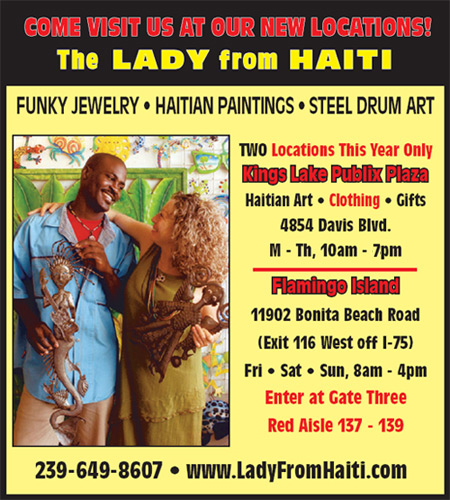 COME VISIT US AT OUR NEW LOCATIONS!
The LADY from HAITI
FUNKY JEWELRY • HAITIAN PAINTINGS • STEEL DRUM ART
TWO Locations This Year Only
Kings Lake Publix Plaza
Haitian Art • Clothing • Gifts
4854 Davis Blvd.
M - Th, 10am - 7pm
Flamingo Island
11902 Bonita Beach Road
(Exit 116 West off I-75)
Fri • Sat • Sun, 8am - 4pm
Enter at Gate Three
Red Aisle 137 - 139
239-649-8607 • www.LadyFromHaiti.com